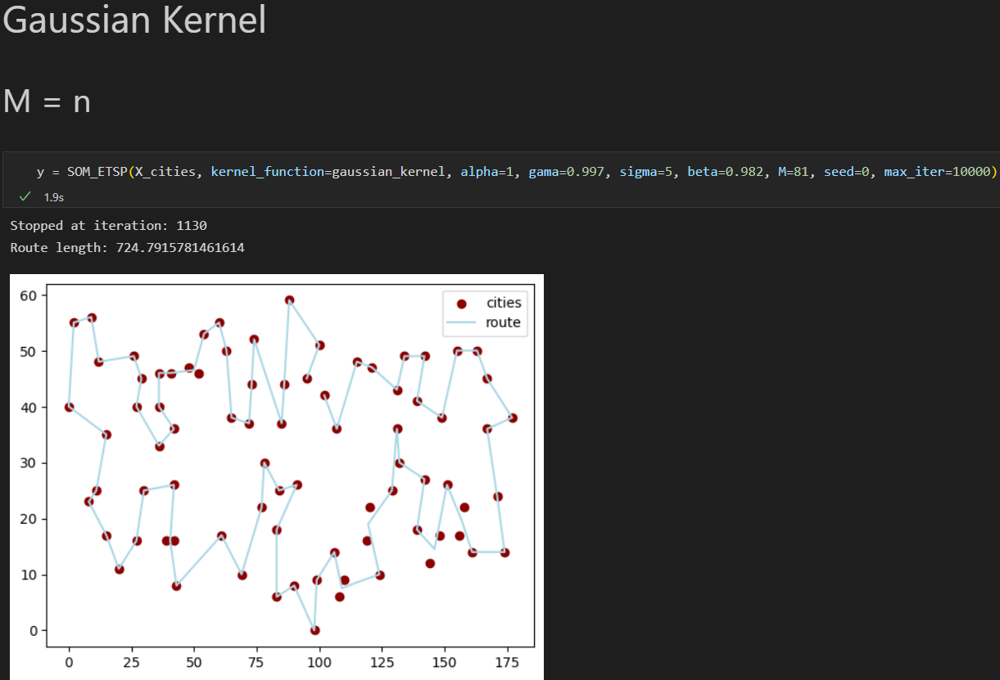 Gaussian Kernel
M = n
y = SOM_ETSP(X_cities, kernel_function=gaussian_kernel, alpha=1, gama=0.997, sigma=5, beta=0.982, M=81, seed=0, max_iter=10000)
1.9s
Stopped at iteration: 1130
Route length: 724.7915781461614
cities
route
60
50
40
30
20
10
0
0 25 50 75 100 125 150 175